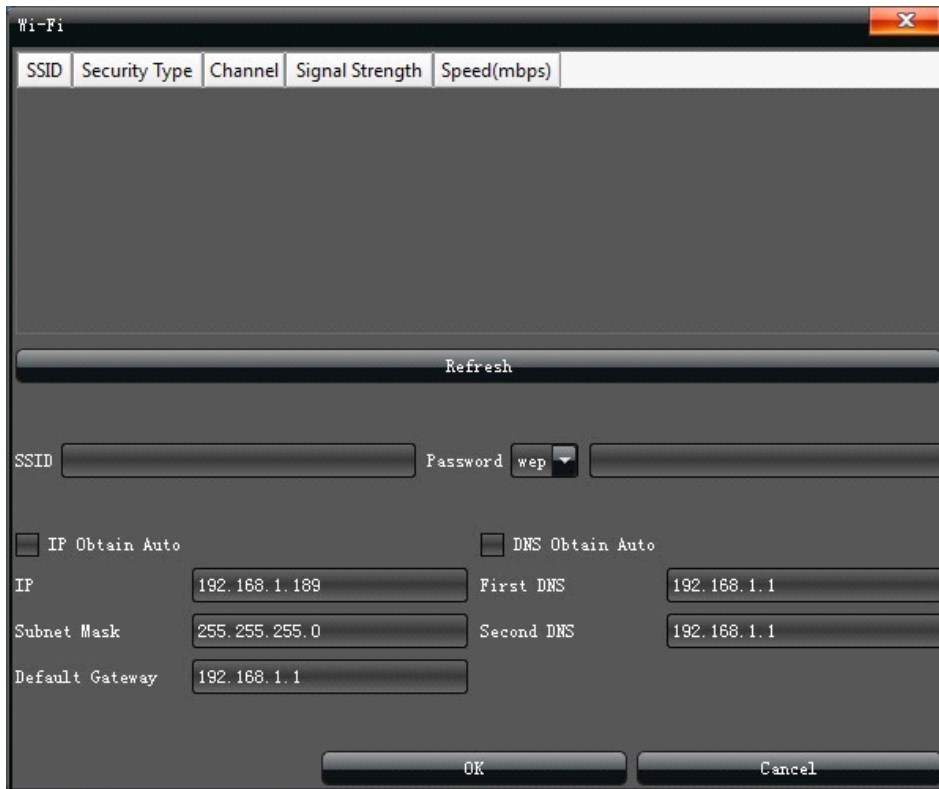 Wi-Fi
SSID Security Type Channel Signal Strength Speed(mbps)
Refresh
SSID Password wep
IP Obtain Auto DNS Obtain Auto
IP 192.168.1.189 First DNS 192.168.1.1
Subnet Mask 255.255.255.0 Second DNS 192.168.1.1
Default Gateway 192.168.1.1
OK Cancel